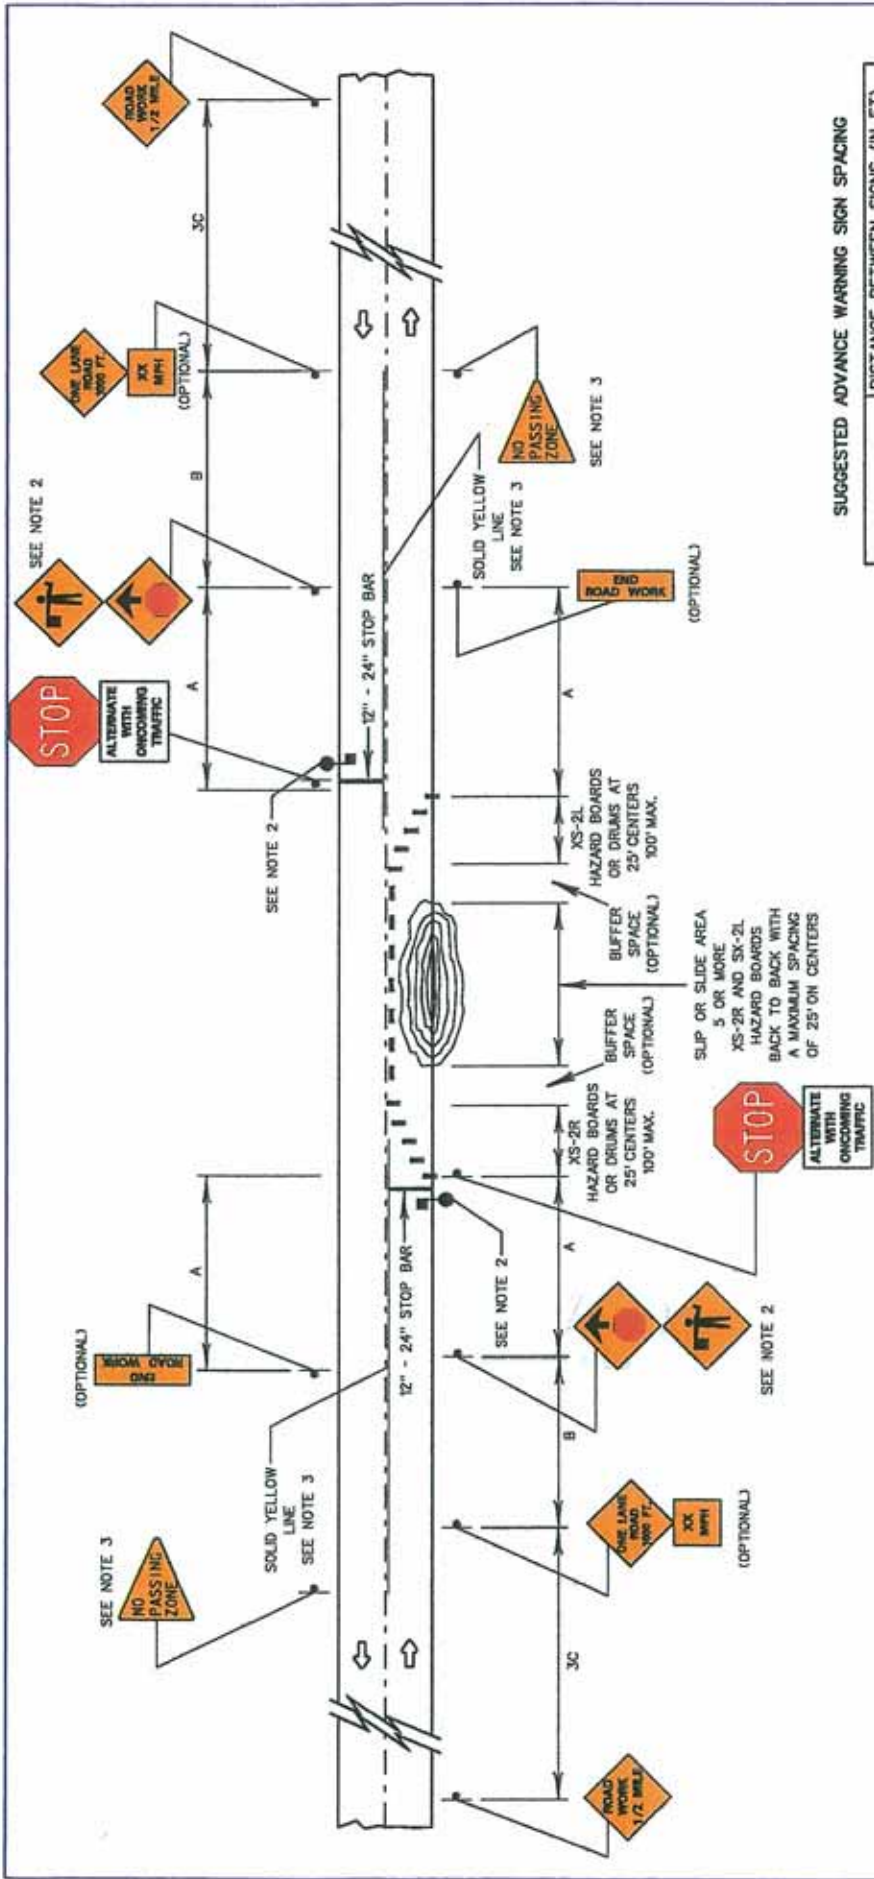 ROAD
WORK
1/2 MILE
3C
ONE LANE
ROAD
FT.
XX
MPH
(OPTIONAL)
B
SEE NOTE 2
A
STOP
ALTERNATE
WITH
ONCOMING
TRAFFIC
SEE NOTE 2
12" - 24" STOP BAR
(OPTIONAL)
END
ROAD WORK
A
SEE NOTE 3
NO
PASSING
ZONE
SOLID YELLOW
LINE
SEE NOTE 3
12" - 24" STOP BAR
SOLID YELLOW
LINE
SEE NOTE 3
NO
PASSING
ZONE
SEE NOTE 3
END
ROAD WORK
(OPTIONAL)
A
XS-2L
HAZARD BOARDS
OR DRUMS AT
25' CENTERS
100' MAX.
BUFFER
SPACE
(OPTIONAL)
SLIP OR SLIDE AREA
5 OR MORE
XS-2R AND SX-2L
HAZARD BOARDS
BACK TO BACK WITH
A MAXIMUM SPACING
OF 25' ON CENTERS
BUFFER
SPACE
(OPTIONAL)
XS-2R
HAZARD BOARDS
OR DRUMS AT
25' CENTERS
100' MAX.
STOP
ALTERNATE
WITH
ONCOMING
TRAFFIC
A
SEE NOTE 2
SEE NOTE 2
B
ONE LANE
ROAD
FT.
XX
MPH
(OPTIONAL)
3C
ROAD
WORK
1/2 MILE
SUGGESTED ADVANCE WARNING SIGN SPACING
DISTANCE BETWEEN SIGNS (IN FT)